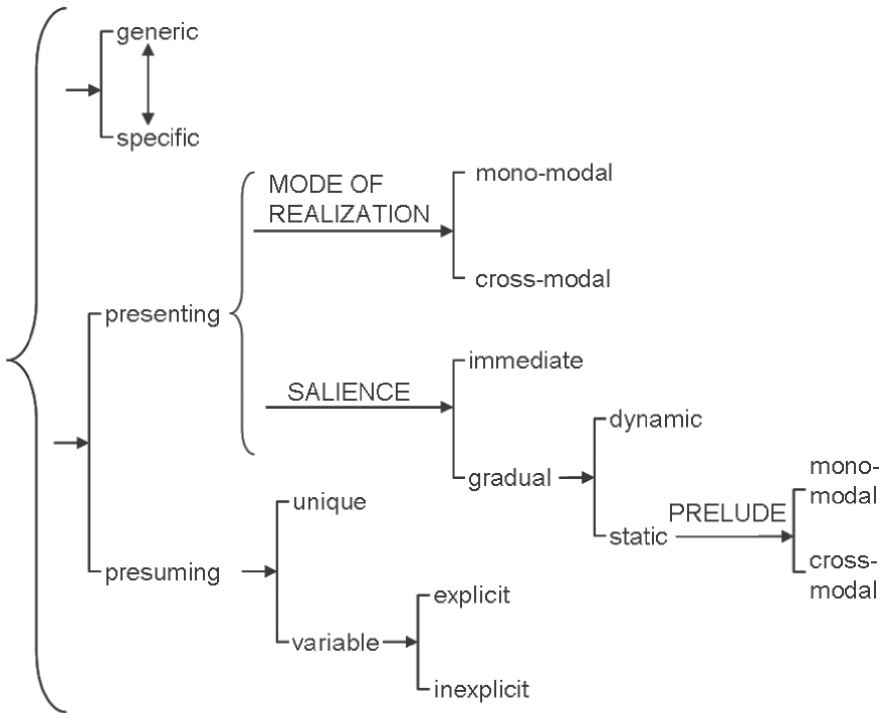 generic
specific
MODE OF
REALIZATION
mono-modal
cross-modal
presenting
SALIENCE
immediate
gradual
dynamic
static
PRELUDE
mono-
modal
cross-
modal
presuming
unique
variable
explicit
inexplicit